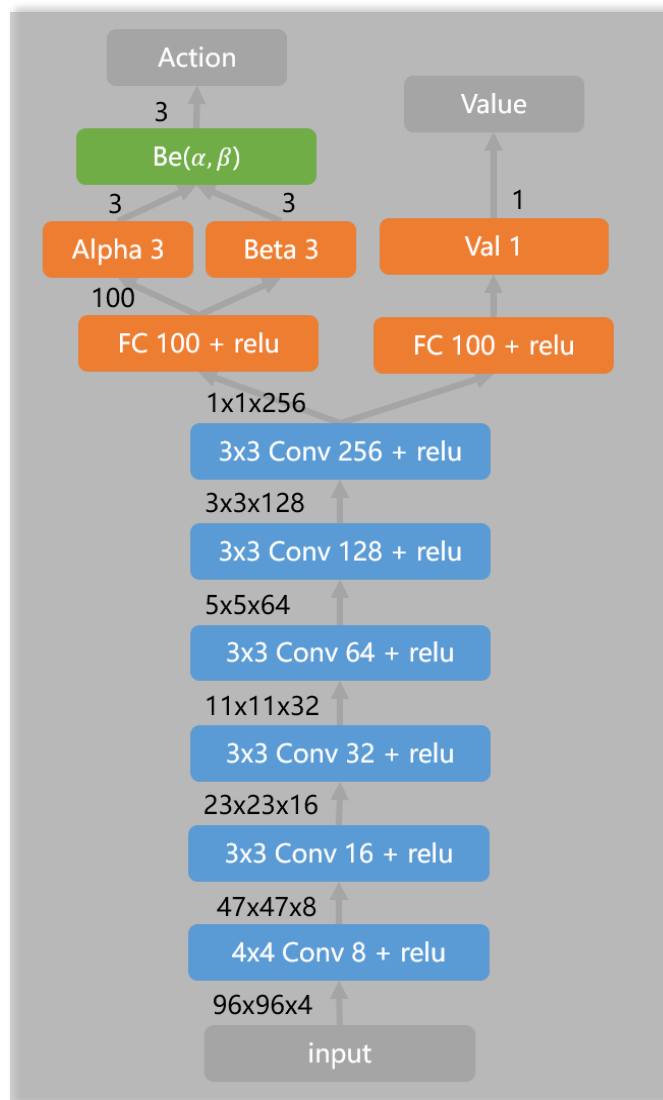 Action
Value
3
Be(α, β)
3
3
1
Alpha 3
Beta 3
Val 1
100
FC 100 + relu
FC 100 + relu
1x1x256
3x3 Conv 256 + relu
3x3x128
3x3 Conv 128 + relu
5x5x64
3x3 Conv 64 + relu
11x11x32
3x3 Conv 32 + relu
23x23x16
3x3 Conv 16 + relu
47x47x8
4x4 Conv 8 + relu
96x96x4
input